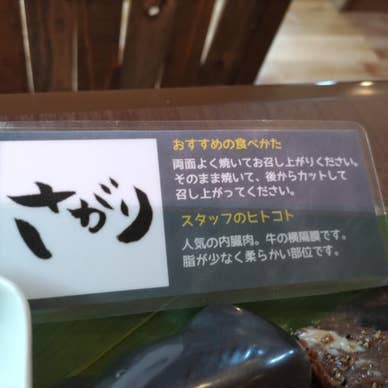 さがり
おすすめの食べかた
両面よく焼いてお召し上がりください。
そのまま焼いて、後からカットして
召し上がってください。
スタッフのヒトコト
人気の内臓肉。牛の横隔膜です。
脂が少なく柔らかい部位です。